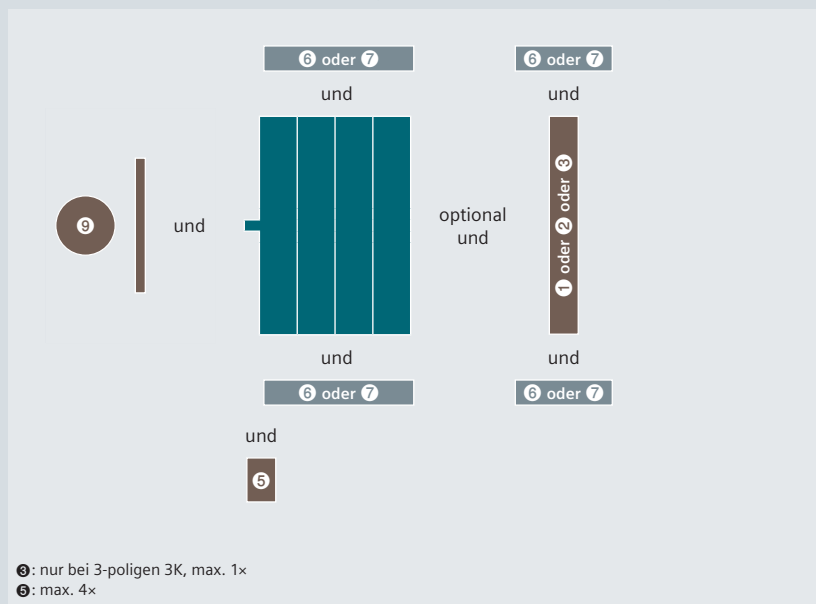 ❻ oder ❼
❻ oder ❼
und
und
❾
und
optional
und
❶ oder ❷ oder ❸
und
und
❻ oder ❼
❻ oder ❼
und
❺
❸: nur bei 3-poligen 3K, max. 1×
❺: max. 4×